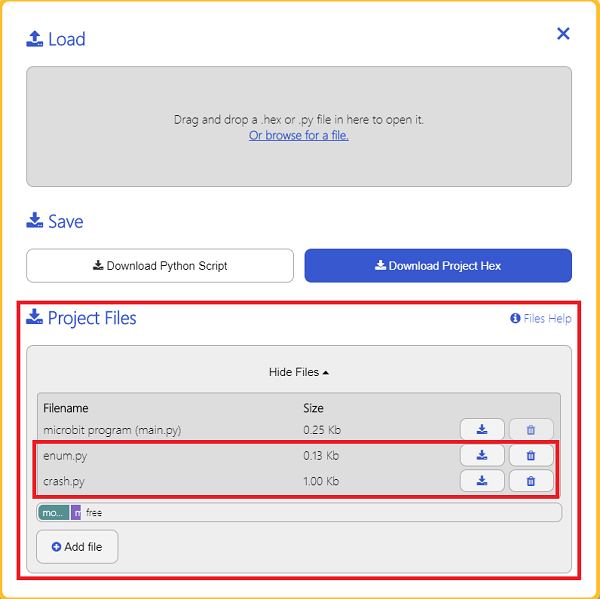 Load
Drag and drop a .hex or .py file in here to open it.
Or browse for a file.
Save
Download Python Script
Download Project Hex
Project Files
Files Help
Hide Files
Filename Size
microbit program (main.py) 0.25 Kb
enum.py 0.13 Kb
crash.py 1.00 Kb
mo... m free
Add file